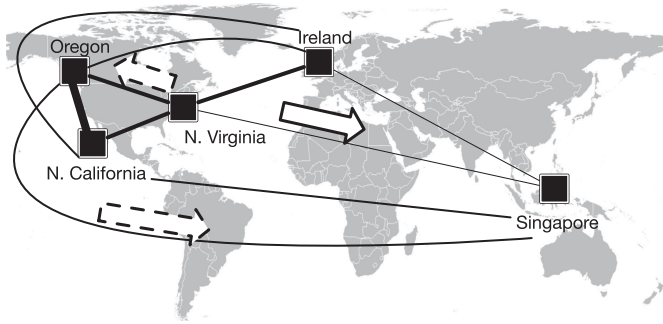 Ireland
Oregon
N. Virginia
N. California
Singapore